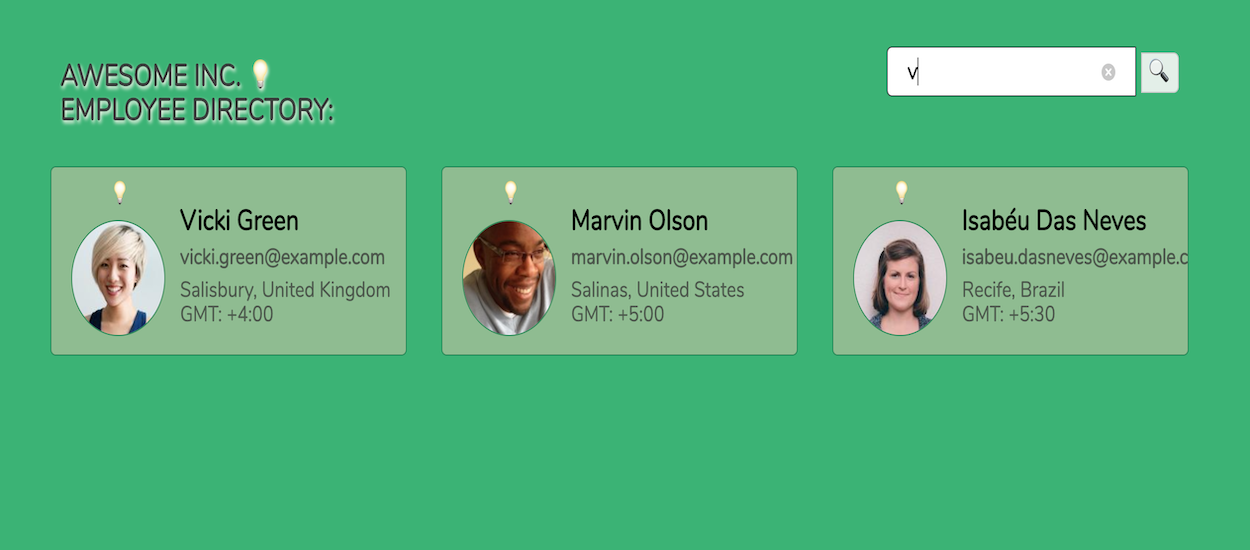 AWESOME INC.
EMPLOYEE DIRECTORY:
v
Vicki Green
vicki.green@example.com
Salisbury, United Kingdom
GMT: +4:00
Marvin Olson
marvin.olson@example.com
Salinas, United States
GMT: +5:00
Isabéu Das Neves
isabeu.dasneves@example.c
Recife, Brazil
GMT: +5:30